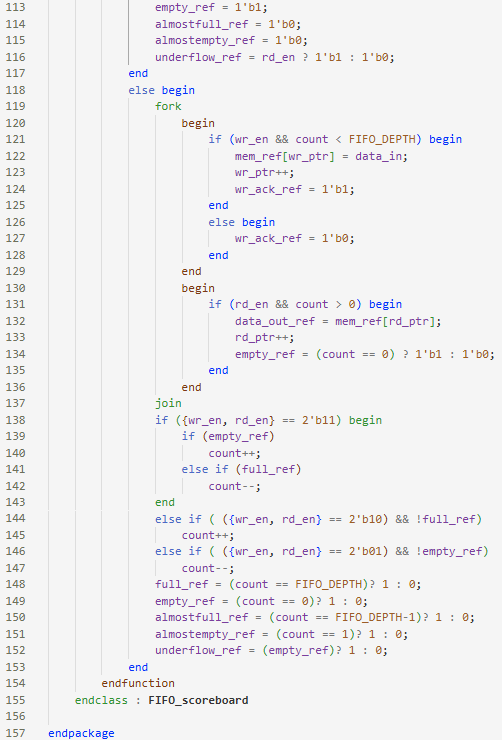 113 empty_ref = 1'b1;
114 almostfull_ref = 1'b0;
115 almostempty_ref = 1'b0;
116 underflow_ref = rd_en ? 1'b1 : 1'b0;
117 end
118 else begin
119 fork
120 begin
121 if (wr_en && count < FIFO_DEPTH) begin
122 mem_ref[wr_ptr] = data_in;
123 wr_ptr++;
124 wr_ack_ref = 1'b1;
125 end
126 else begin
127 wr_ack_ref = 1'b0;
128 end
129 end
130 begin
131 if (rd_en && count > 0) begin
132 data_out_ref = mem_ref[rd_ptr];
133 rd_ptr++;
134 empty_ref = (count == 0) ? 1'b1 : 1'b0;
135 end
136 end
137 join
138 if ({wr_en, rd_en} == 2'b11) begin
139 if (empty_ref)
140 count++;
141 else if (full_ref)
142 count--;
143 end
144 else if ( ({wr_en, rd_en} == 2'b10) && !full_ref)
145 count++;
146 else if ( ({wr_en, rd_en} == 2'b01) && !empty_ref)
147 count--;
148 full_ref = (count == FIFO_DEPTH)? 1 : 0;
149 empty_ref = (count == 0)? 1 : 0;
150 almostfull_ref = (count == FIFO_DEPTH-1)? 1 : 0;
151 almostempty_ref = (count == 1)? 1 : 0;
152 underflow_ref = (empty_ref)? 1 : 0;
153 end
154 endfunction
155 endclass : FIFO_scoreboard
156
157 endpackage